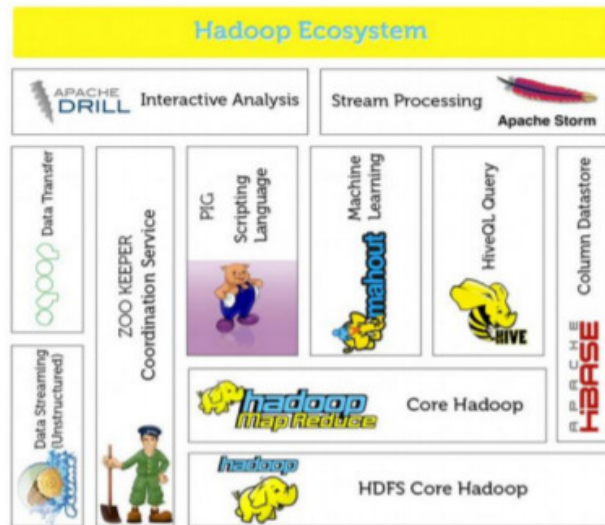 Hadoop Ecosystem
APACHE
DRILL
Interactive Analysis
Stream Processing
Apache Storm
Data Transfer
sqoop
ZOO KEEPER
Coordination Service
PIG
Scripting
Language
Machine
Learning
mahout
HiveQL Query
HIVE
Column Datastore
APACHE
HBASE
Data Streaming
(Unstructured)
flume
hadoop
Map Reduce
Core Hadoop
hadoop
HDFS Core Hadoop